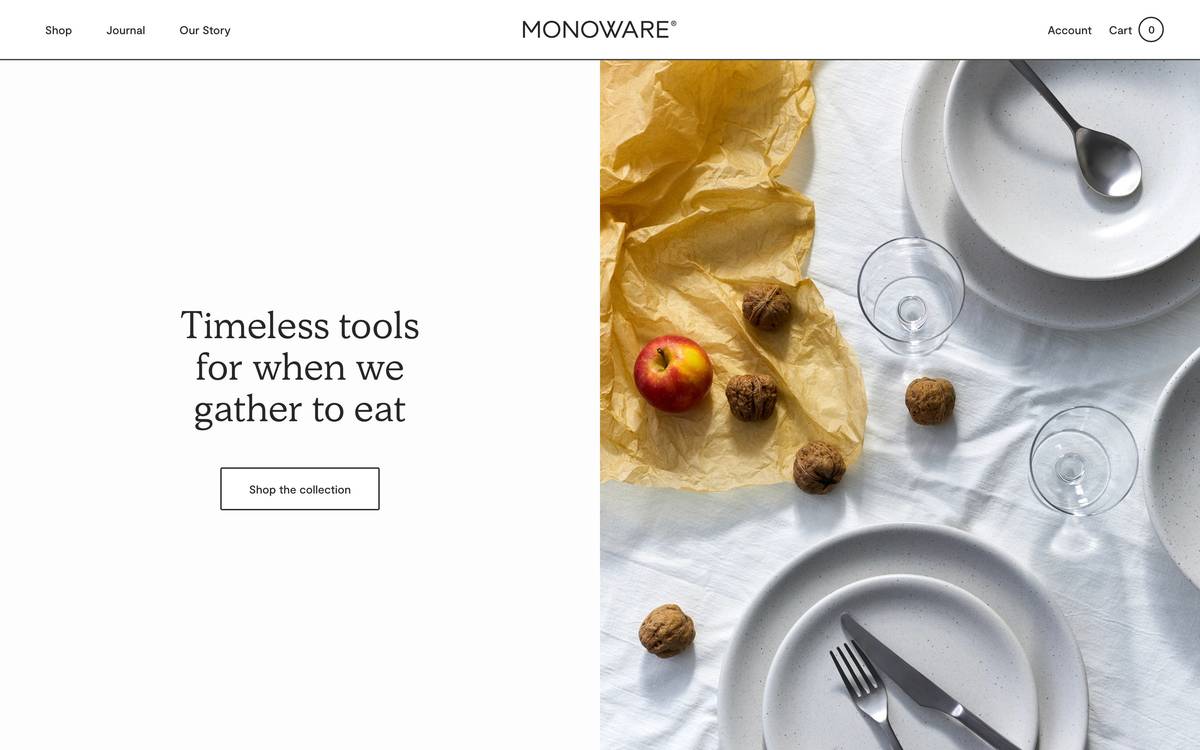 Shop
Journal
Our Story
MONOWARE®
Account
Cart
0
Timeless tools
for when we
gather to eat
Shop the collection